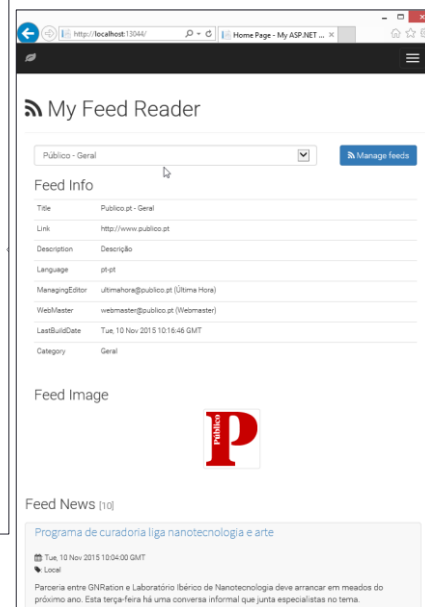 http://localhost:13044/
Home Page - My ASP.NET ...
My Feed Reader
Público - Geral
Manage feeds
Feed Info
Title Publico.pt - Geral
Link http://www.publico.pt
Description Descrição
Language pt-pt
ManagingEditor ultimahora@publico.pt (Última Hora)
WebMaster webmaster@publico.pt (Webmaster)
LastBuildDate Tue, 10 Nov 2015 10:16:46 GMT
Category Geral
Feed Image
Público
P
Feed News [10]
Programa de curadoria liga nanotecnologia e arte
Tue, 10 Nov 2015 10:04:00 GMT
Local
Parceria entre GNRation e Laboratório Ibérico de Nanotecnologia deve arrancar em meados do
próximo ano. Esta terça-feira há uma conversa informal que junta especialistas no tema.